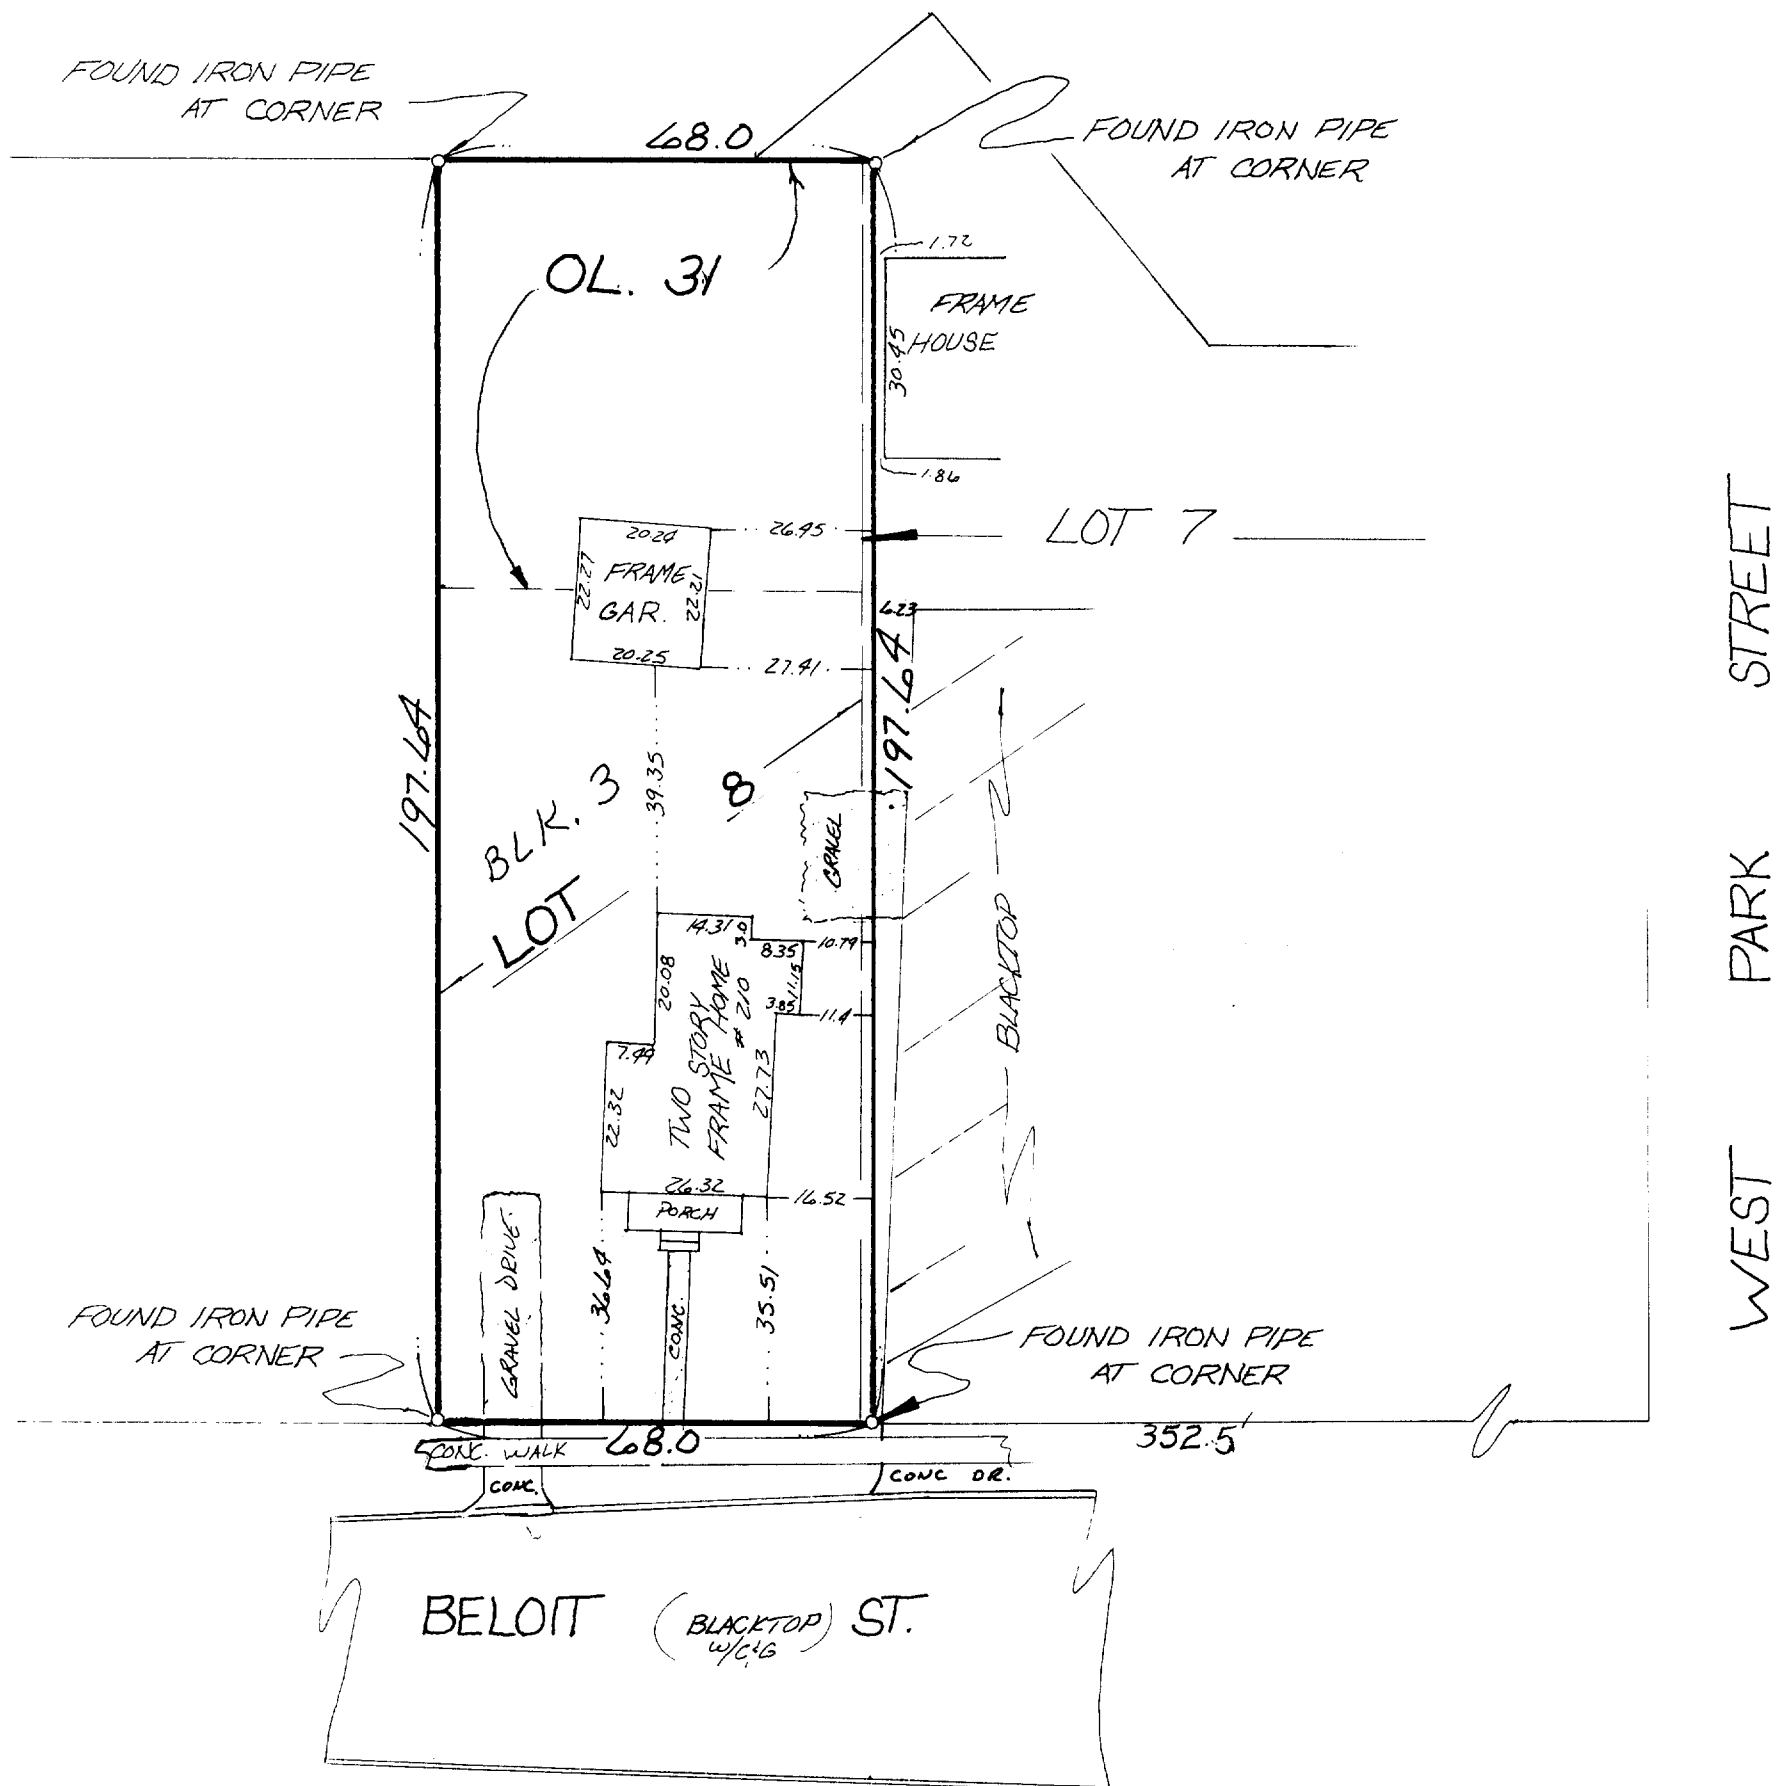 FOUND IRON PIPE
AT CORNER
68.0
FOUND IRON PIPE
AT CORNER
OL. 31
1.72
FRAME
HOUSE
30.45
1.86
LOT 7
20.24
22.27
FRAME
GAR.
22.21
20.25
26.45
27.41
6.23
197.64
197.64
39.35
BLK. 3
LOT
8
GRAVEL
BLACKTOP
14.31
3.0
8.35
10.79
11.15
3.85
11.4
20.08
7.44
22.32
27.73
TWO STORY
FRAME HOME
# 210
26.32
16.52
PORCH
GRAVEL DRIVE
36.64
CONC.
35.51
FOUND IRON PIPE
AT CORNER
FOUND IRON PIPE
AT CORNER
CONC. WALK
68.0
352.5'
CONC.
CONC DR.
BELOIT (BLACKTOP) ST.
W/C&G
WEST PARK STREET